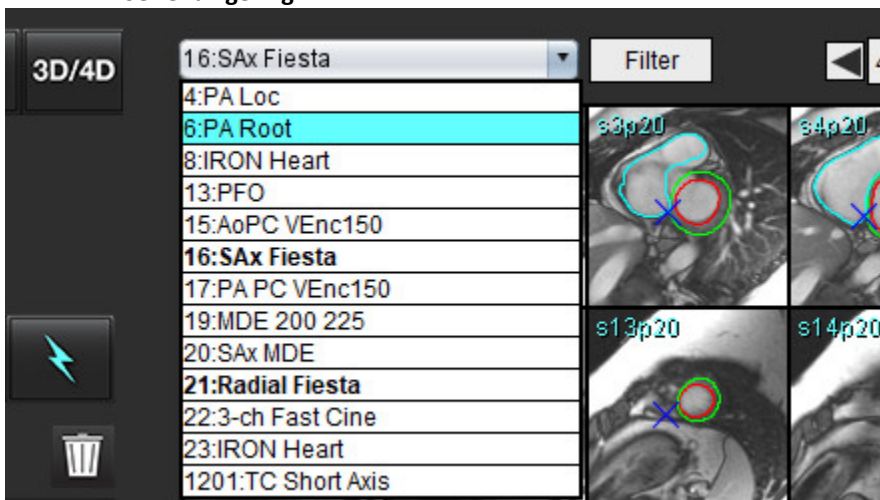 3D/4D
16:SAx Fiesta
Filter
4:PA Loc
6:PA Root
8:IRON Heart
13:PFO
15:AoPC VEnc150
16:SAx Fiesta
17:PA PC VEnc150
19:MDE 200 225
20:SAx MDE
21:Radial Fiesta
22:3-ch Fast Cine
23:IRON Heart
1201:TC Short Axis
s3p20
s4p20
s13p20
s14p20